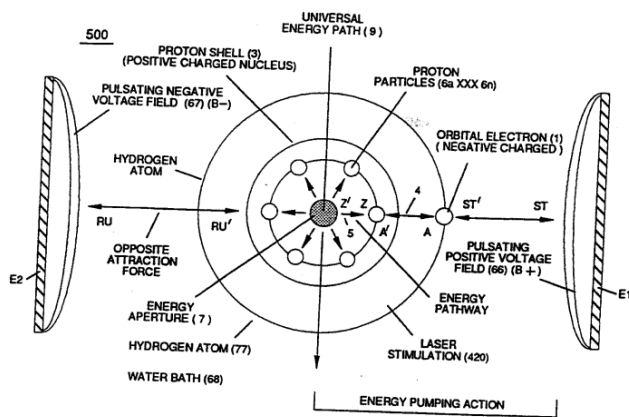 UNIVERSAL
ENERGY PATH (9)
500
PROTON SHELL (3)
(POSITIVE CHARGED NUCLEUS)
PROTON
PARTICLES
(6a XXX 6n)
PULSATING NEGATIVE
VOLTAGE FIELD (67) (B-)
ORBITAL ELECTRON (1)
(NEGATIVE CHARGED)
HYDROGEN
ATOM
Z' Z
4
ST' ST
RU RU'
5 A' A
OPPOSITE
ATTRACTION
FORCE
PULSATING
POSITIVE VOLTAGE
FIELD (66) (B+)
E2
E1
ENERGY
APERTURE (7)
ENERGY
PATHWAY
HYDROGEN ATOM (77)
LASER
STIMULATION (420)
WATER BATH (68)
ENERGY PUMPING ACTION